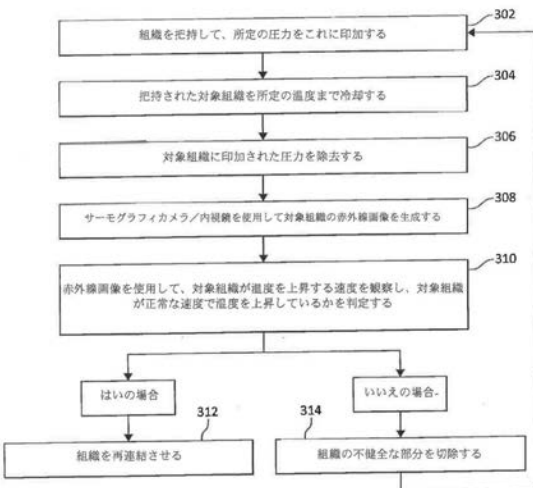 302
組織を把持して、所定の圧力をこれに印加する
304
把持された対象組織を所定の温度まで冷却する
306
対象組織に印加された圧力を除去する
308
サーモグラフィカメラ/内視鏡を使用して対象組織の赤外線画像を生成する
310
赤外線画像を使用して、対象組織が温度を上昇する速度を観察し、対象組織
が正常な速度で温度を上昇しているかを判定する
はいの場合
いいえの場合-
312
組織を再連結させる
314
組織の不健全な部分を切除する